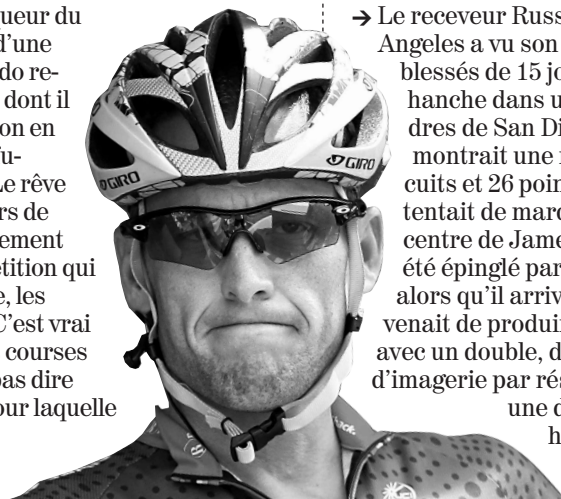 queur du
d'une
do re-
dont il
on en
fu-
Le rêve
rs de
ement
tition qui
e, les
C'est vrai
courses
pas dire
our laquelle
GIRO
GIRO
→ Le receveur Russ
Angeles a vu son
blessés de 15 jo
hanche dans u
dres de San Di
montrait une
cuits et 26 poin
tentait de marq
centre de Jame
été épinglé par
alors qu'il arriv
venait de produi
avec un double, d
d'imagerie par rés
une d
h